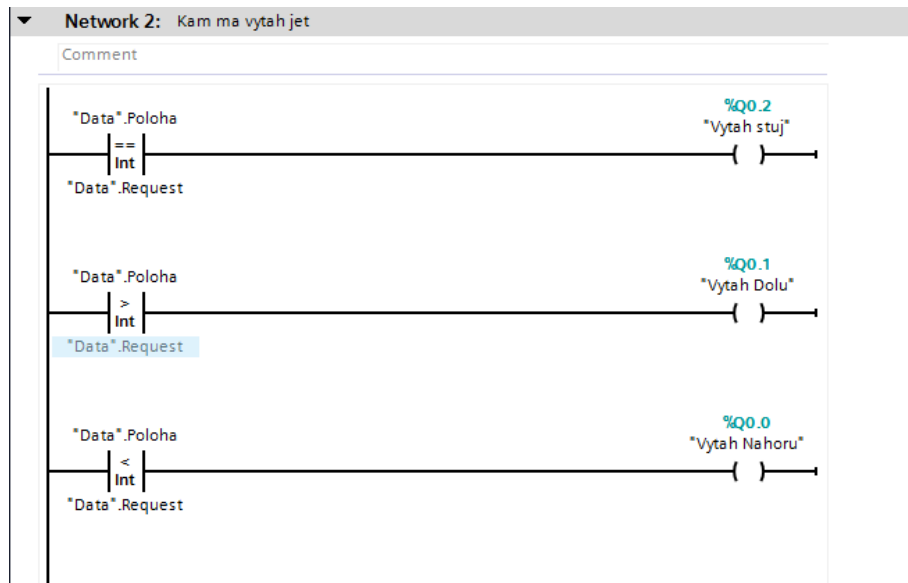 Network 2: Kam ma vytah jet
Comment
"Data".Poloha
==
Int
"Data".Request
%Q0.2
"Vytah stuj"
( )
"Data".Poloha
>
Int
"Data".Request
%Q0.1
"Vytah Dolu"
( )
"Data".Poloha
<
Int
"Data".Request
%Q0.0
"Vytah Nahoru"
( )